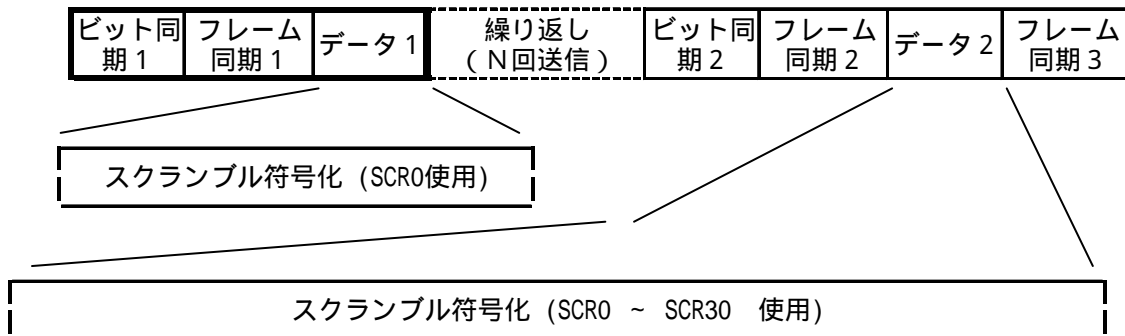 ビット同期1
フレーム同期1
データ1
繰り返し
(N回送信)
ビット同期2
フレーム同期2
データ2
フレーム同期3
スクランブル符号化 (SCR0使用)
スクランブル符号化 (SCR0 ~ SCR30 使用)